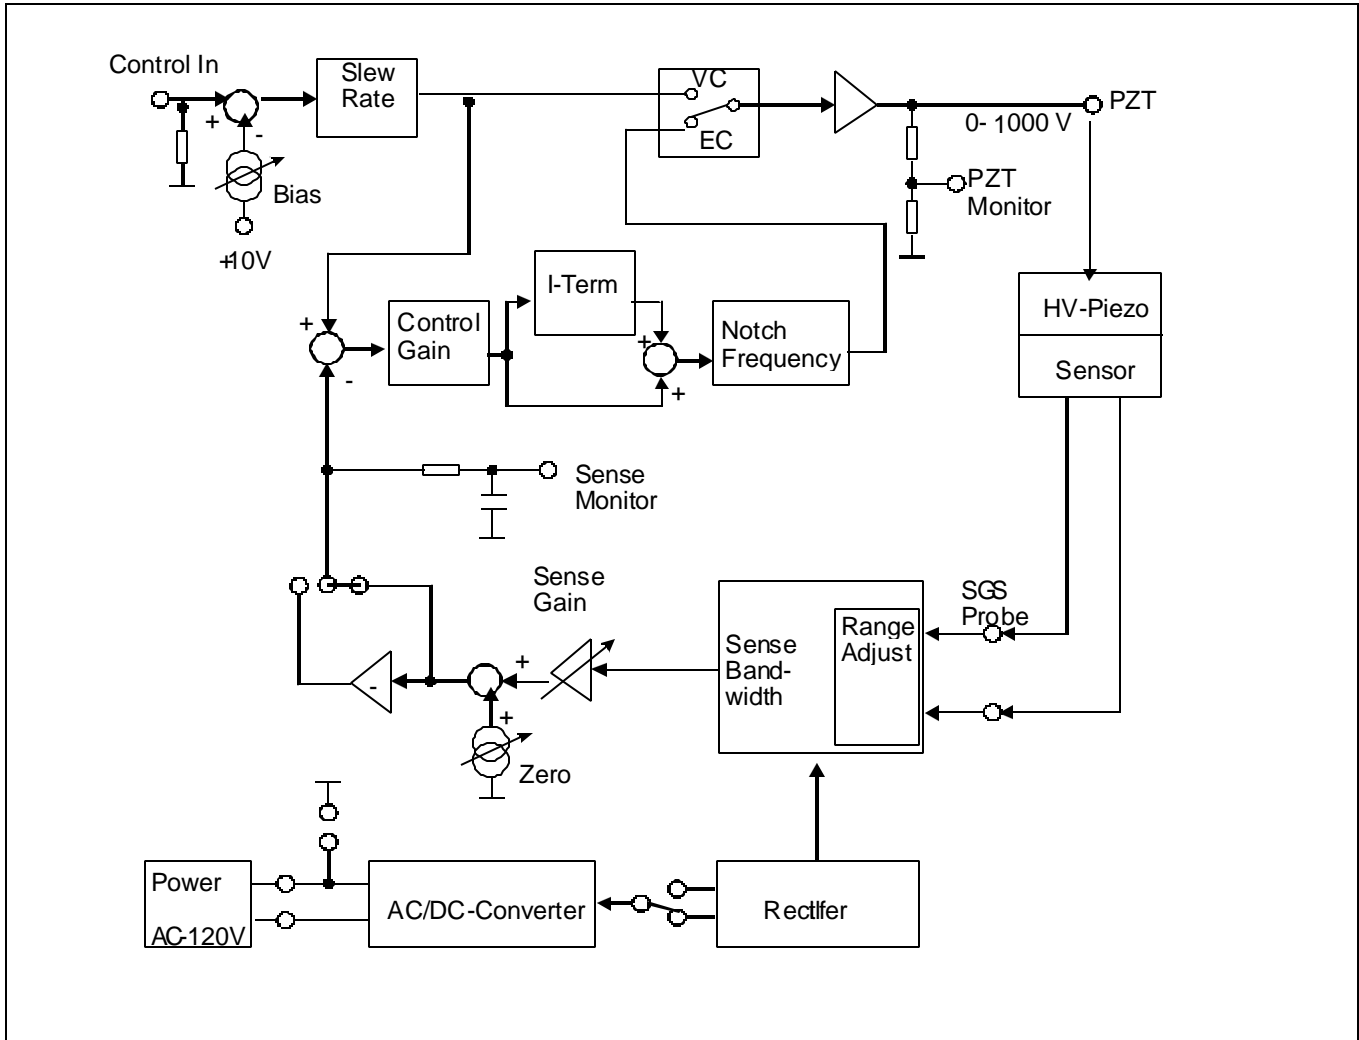 Control In
Slew
Rate
VC
EC
PZT
0- 1000 V
PZT
Monitor
+
-
Bias
+10V
I-Term
HV-Piezo
Sensor
+
-
Control
Gain
+
+
Notch
Frequency
Sense
Monitor
Sense
Gain
SGS
Probe
Sense
Band-
width
Range
Adjust
-
+
+
Zero
Power
AC-120V
AC/DC-Converter
RectIfer